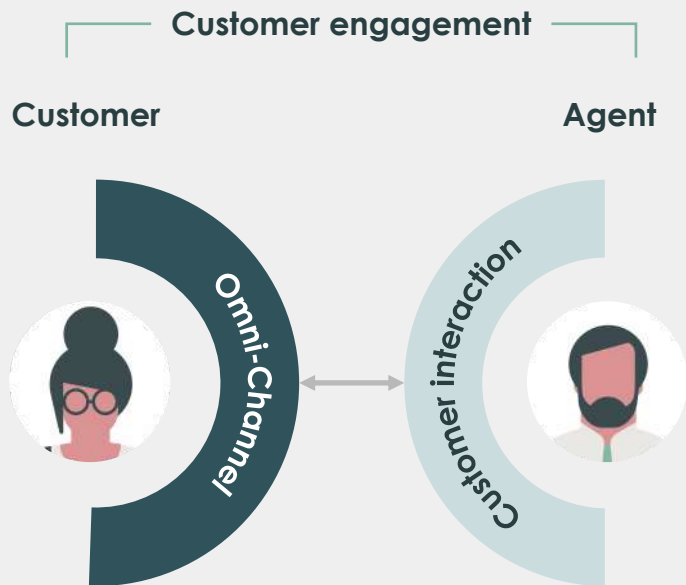 Customer engagement
Customer
Agent
Omni-Channel
Customer interaction